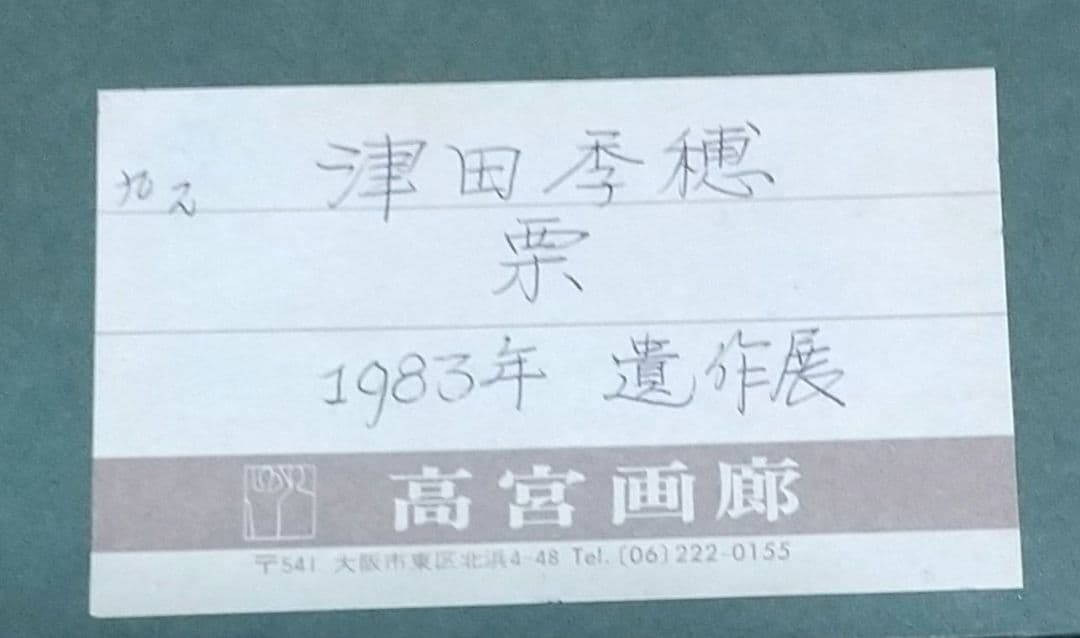 津田季穂
票
1983年 遺作展
高宮画廊
〒541 大阪市東区北浜4-48 Tel. (06) 222-0155